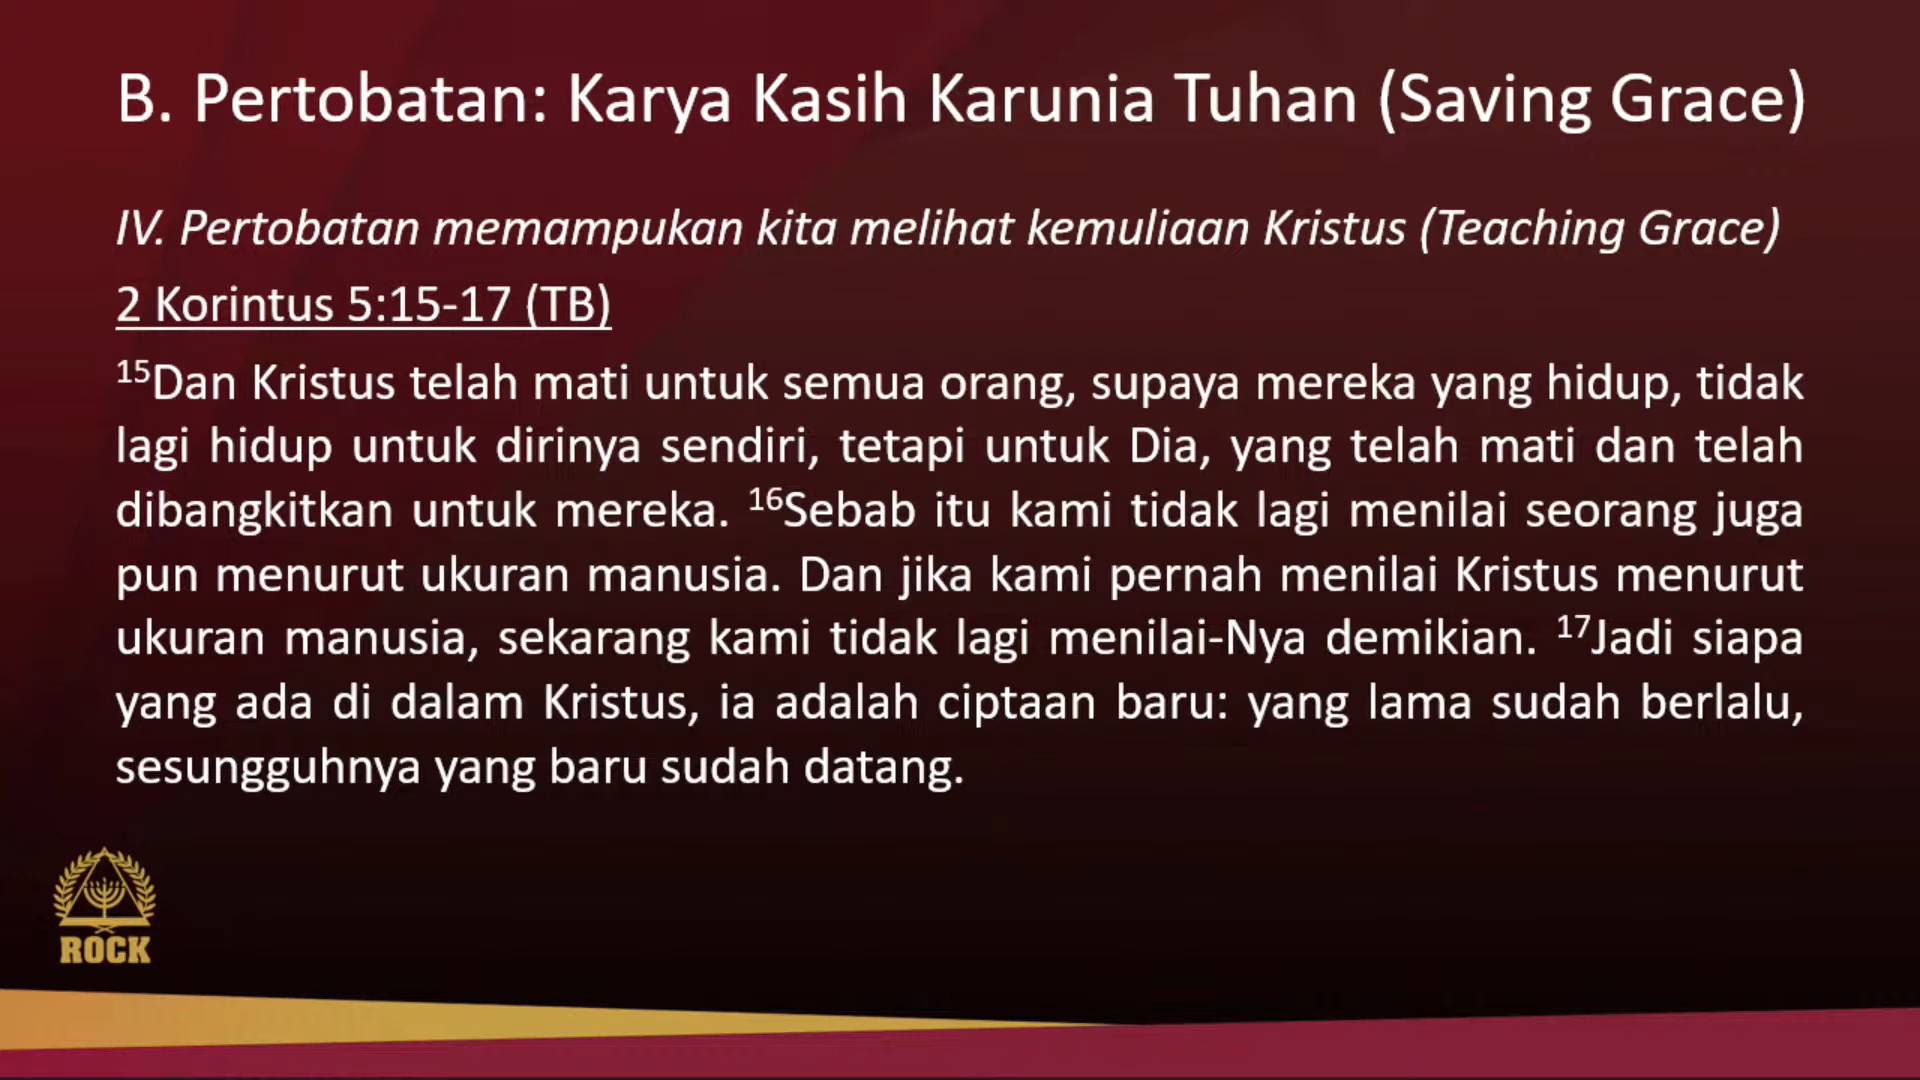 B. Pertobatan: Karya Kasih Karunia Tuhan (Saving Grace)
IV. Pertobatan memampukan kita melihat kemuliaan Kristus (Teaching Grace)
2 Korintus 5:15-17 (TB)
15Dan Kristus telah mati untuk semua orang, supaya mereka yang hidup, tidak
lagi hidup untuk dirinya sendiri, tetapi untuk Dia, yang telah mati dan telah
dibangkitkan untuk mereka. 16Sebab itu kami tidak lagi menilai seorang juga
pun menurut ukuran manusia. Dan jika kami pernah menilai Kristus menurut
ukuran manusia, sekarang kami tidak lagi menilai-Nya demikian. 17Jadi siapa
yang ada di dalam Kristus, ia adalah ciptaan baru: yang lama sudah berlalu,
sesungguhnya yang baru sudah datang.
ROCK